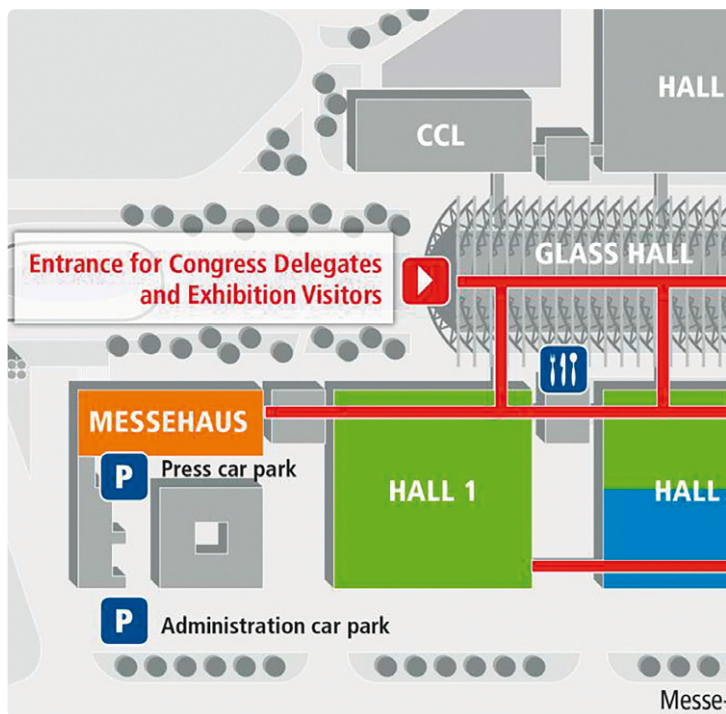 HALL
CCL
GLASS HALL
Entrance for Congress Delegates
and Exhibition Visitors
MESSEHAUS
P
Press car park
HALL 1
HALL
P
Administration car park
Messe-